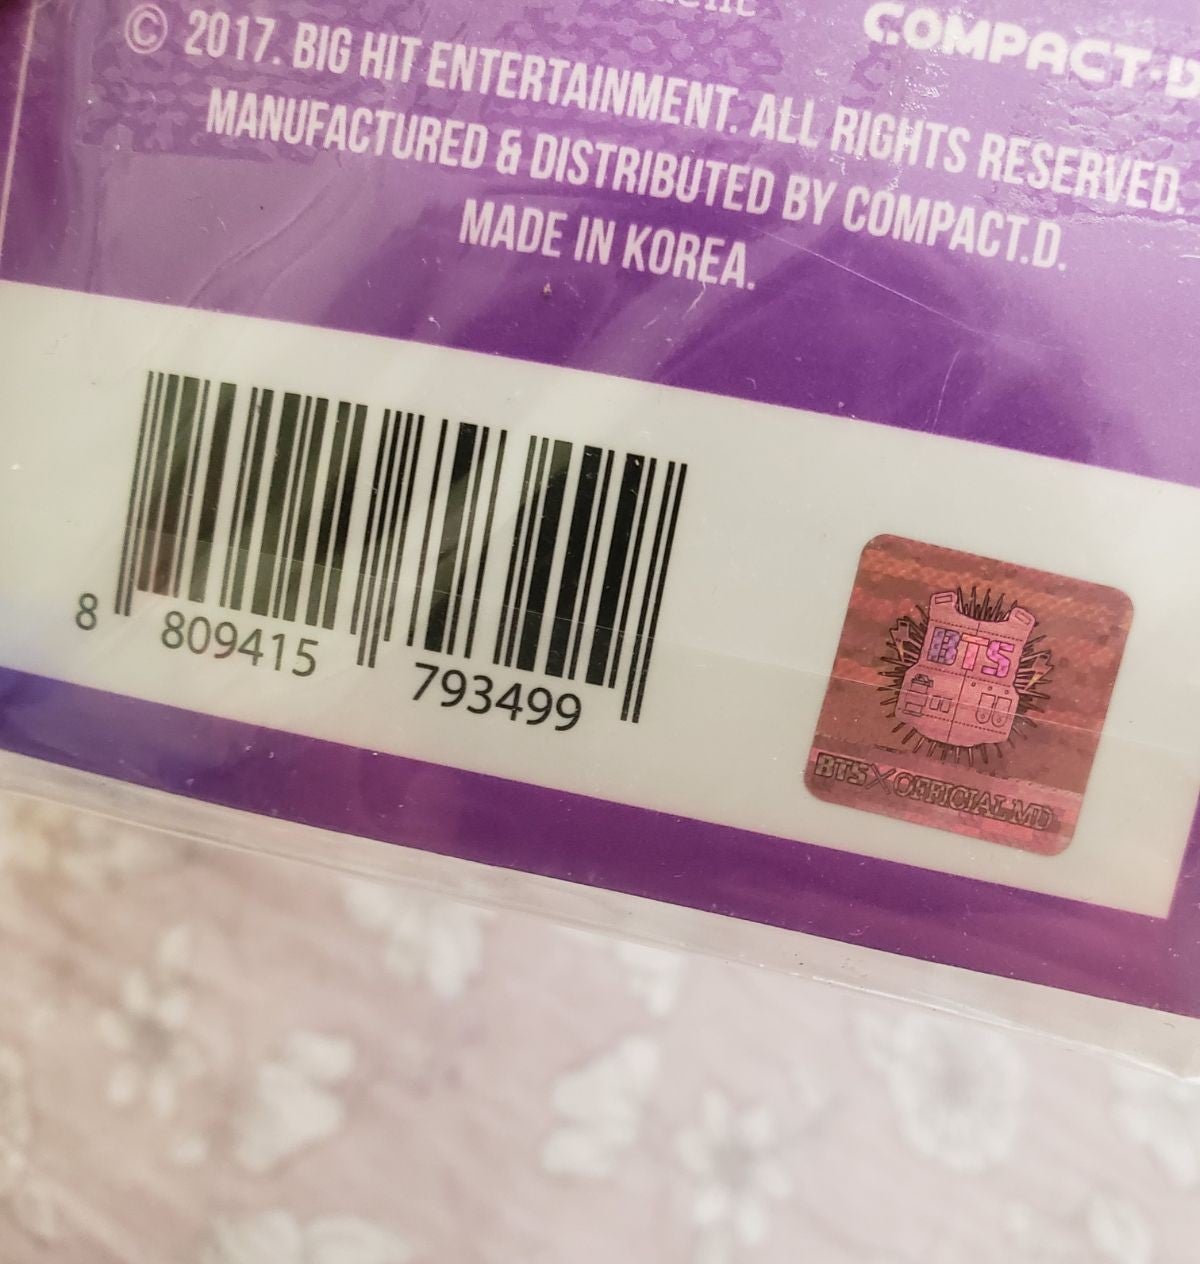 COMPACT·D
© 2017. BIG HIT ENTERTAINMENT. ALL RIGHTS RESERVED.
MANUFACTURED & DISTRIBUTED BY COMPACT.D.
MADE IN KOREA.
8 809415 793499
BTS
BTS X OFFICIAL MD